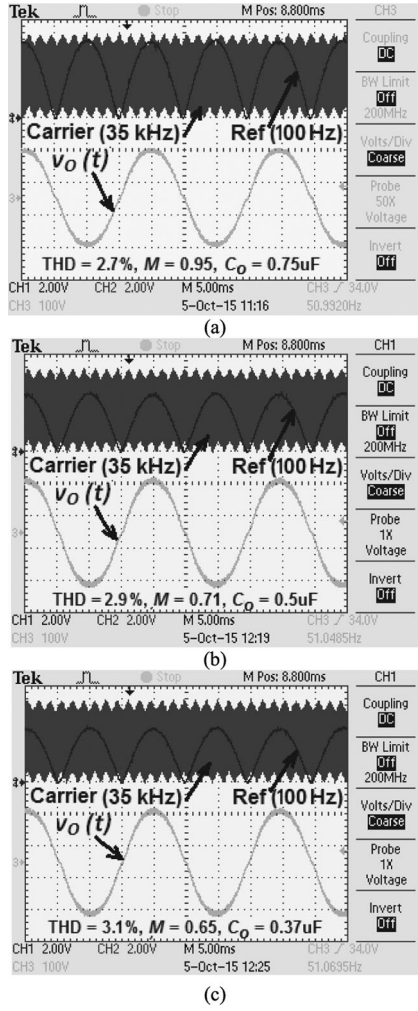 Tek Stop M Pos: 8.800ms CH3
Coupling
DC
BW Limit
Off
200MHz
Carrier (35 kHz) Ref (100 Hz)
Volts/Div
Coarse
vO (t)
3
Probe
50X
Voltage
Invert
Off
THD = 2.7%, M = 0.95, CO = 0.75uF
CH1 2.00V CH2 2.00V M 5.00ms CH3 / 34.0V
CH3 100V 5-Oct-15 11:16 50.9920Hz
(a)
Tek Stop M Pos: 8.800ms CH1
Coupling
DC
BW Limit
Off
200MHz
Carrier (35 kHz) Ref (100 Hz)
Volts/Div
Coarse
vO (t)
3
Probe
1X
Voltage
Invert
Off
THD = 2.9%, M = 0.71, CO = 0.5uF
CH1 2.00V CH2 2.00V M 5.00ms CH3 / 34.0V
CH3 100V 5-Oct-15 12:19 51.0485Hz
(b)
Tek Stop M Pos: 8.800ms CH1
Coupling
DC
BW Limit
Off
200MHz
Carrier (35 kHz) Ref (100 Hz)
Volts/Div
Coarse
vO (t)
3
Probe
1X
Voltage
Invert
Off
THD = 3.1%, M = 0.65, CO = 0.37uF
CH1 2.00V CH2 2.00V M 5.00ms CH3 / 34.0V
CH3 100V 5-Oct-15 12:25 51.0695Hz
(c)